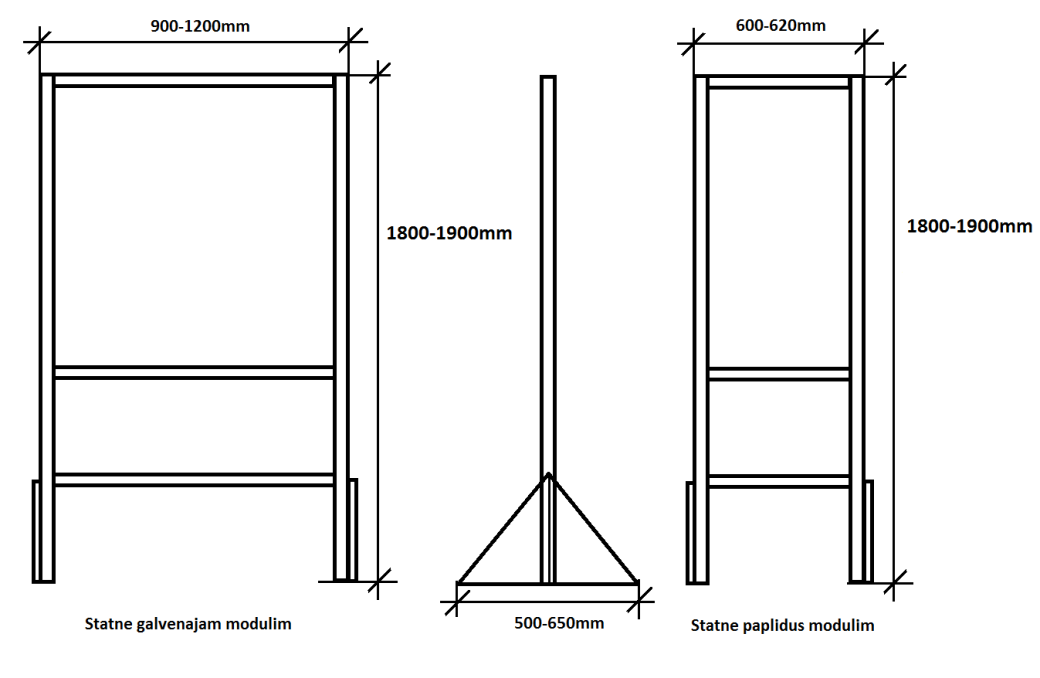 900-1200mm
600-620mm
1800-1900mm
1800-1900mm
500-650mm
Statne galvenajam modulim
Statne paplidus modulim